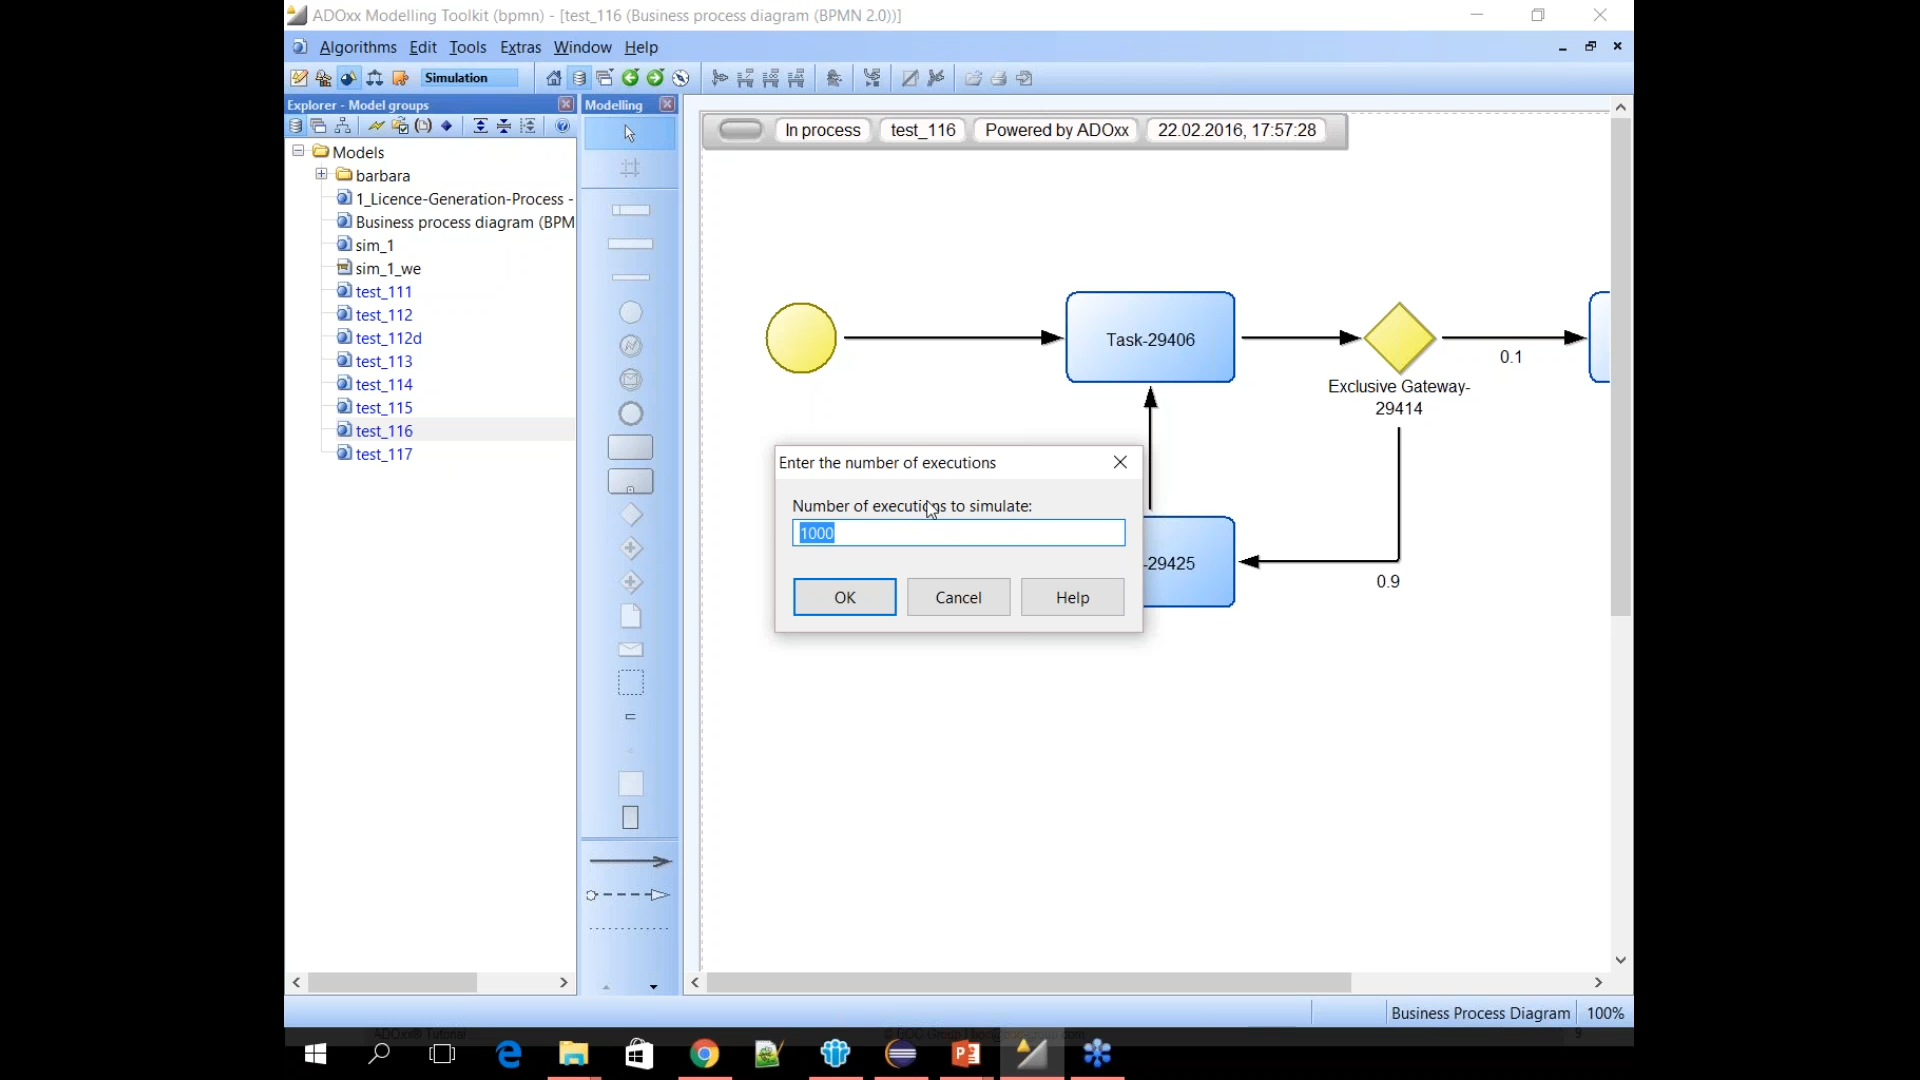 ADOxx Modelling Toolkit (bpmn) - [test_116 (Business process diagram (BPMN 2.0))]
Algorithms Edit Tools Extras Window Help
Simulation
Explorer - Model groups
Modelling
Models
barbara
1_Licence-Generation-Process -
Business process diagram (BPM
sim_1
sim_1_we
test_111
test_112
test_112d
test_113
test_114
test_115
test_116
test_117
In process test_116 Powered by ADOxx 22.02.2016, 17:57:28
Task-29406
0.1
Exclusive Gateway-
29414
Enter the number of executions
Number of executions to simulate:
1000
OK Cancel Help
-29425
0.9
Business Process Diagram 100%